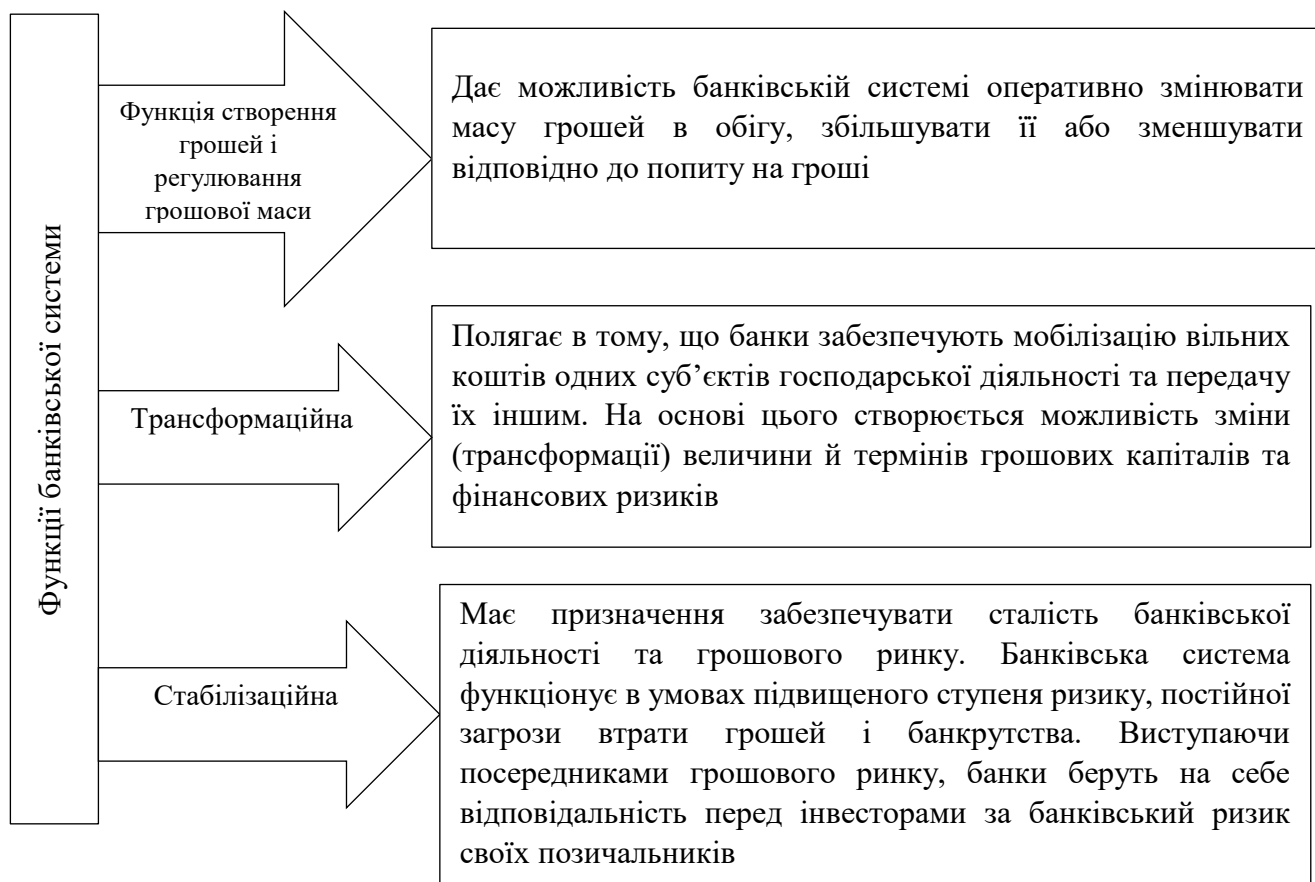 Функції банківської системи
Функція створення
грошей і
регулювання
грошової маси
Дає можливість банківській системі оперативно змінювати
масу грошей в обігу, збільшувати її або зменшувати
відповідно до попиту на гроші
Трансформаційна
Полягає в тому, що банки забезпечують мобілізацію вільних
коштів одних суб’єктів господарської діяльності та передачу
їх іншим. На основі цього створюється можливість зміни
(трансформації) величини й термінів грошових капіталів та
фінансових ризиків
Стабілізаційна
Має призначення забезпечувати сталість банківської
діяльності та грошового ринку. Банківська система
функціонує в умовах підвищеного ступеня ризику, постійної
загрози втрати грошей і банкрутства. Виступаючи
посередниками грошового ринку, банки беруть на себе
відповідальність перед інвесторами за банківський ризик
своїх позичальників